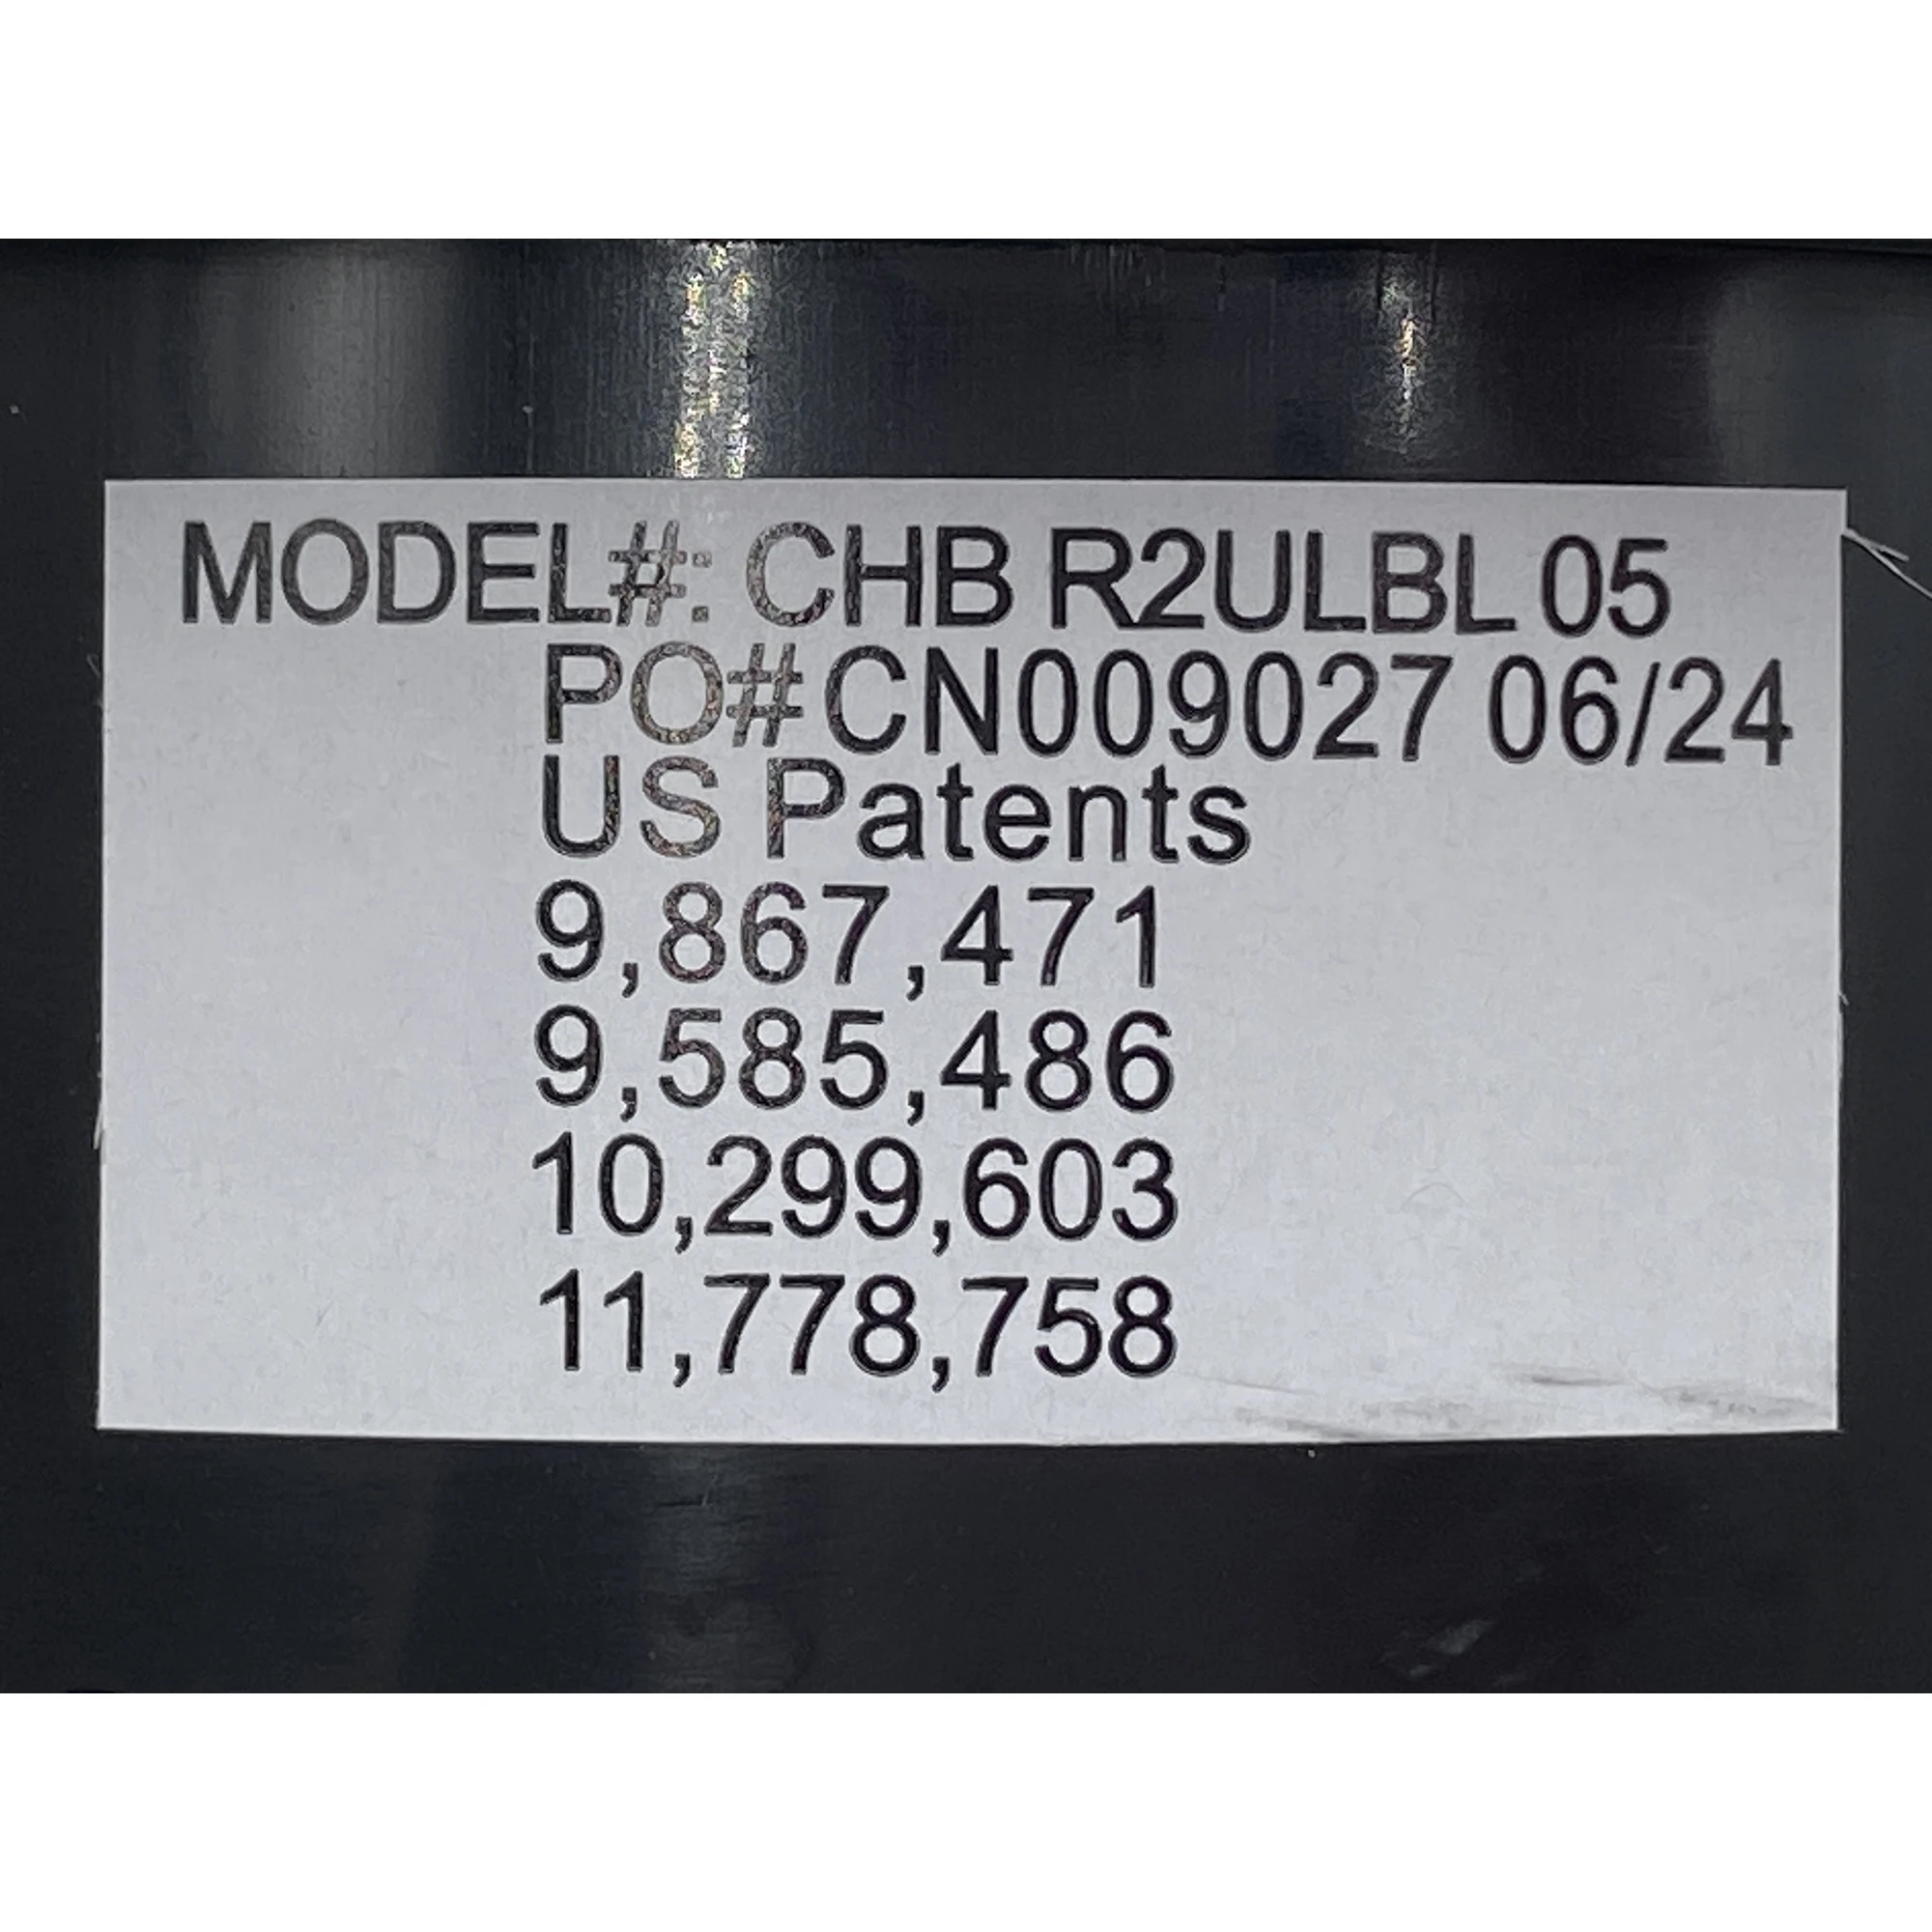 MODEL#: CHB R2ULBL 05
PO# CN009027 06/24
US Patents
9,867,471
9,585,486
10,299,603
11,778,758